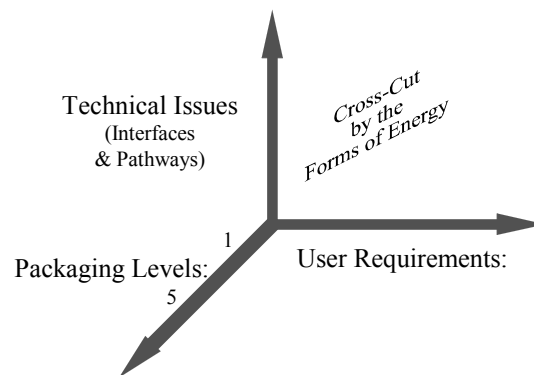 Technical Issues
(Interfaces
& Pathways)
Cross-Cut
by the
Forms of Energy
1
Packaging Levels:
5
User Requirements: